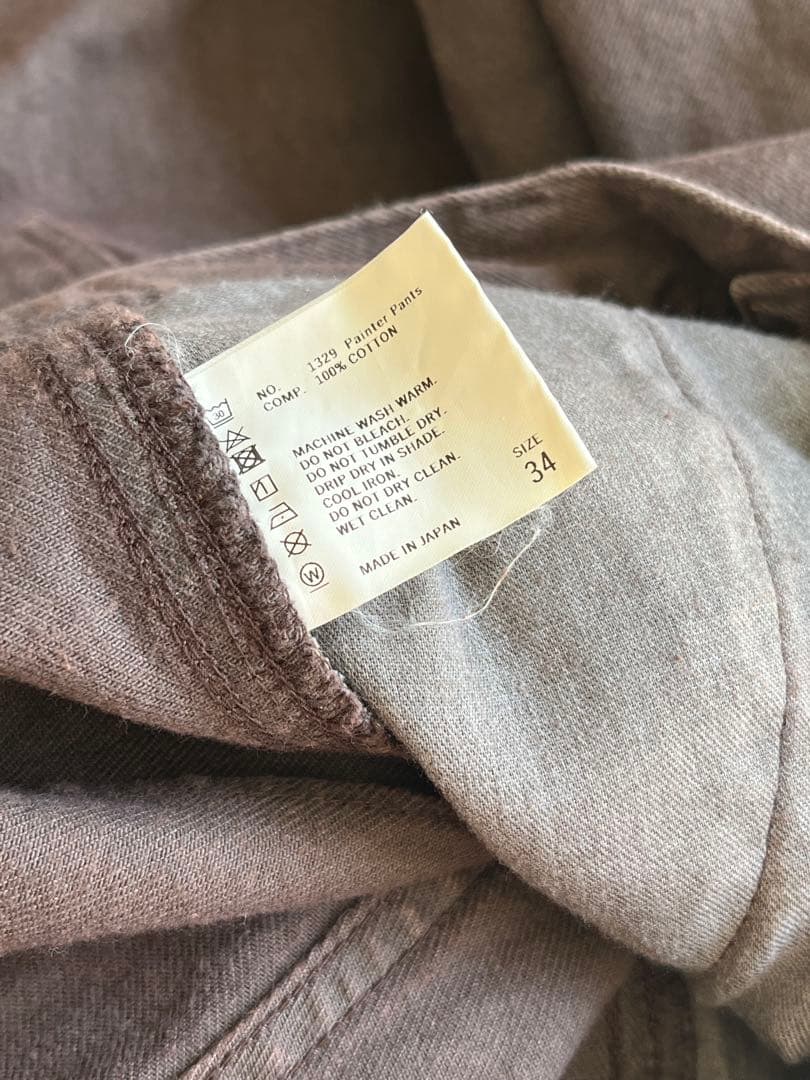 NO. 1329 Painter Pants
COMP. 100% COTTON
30
MACHINE WASH WARM.
DO NOT BLEACH.
DO NOT TUMBLE DRY.
DRIP DRY IN SHADE.
COOL IRON.
DO NOT DRY CLEAN.
WET CLEAN.
W
MADE IN JAPAN
SIZE
34